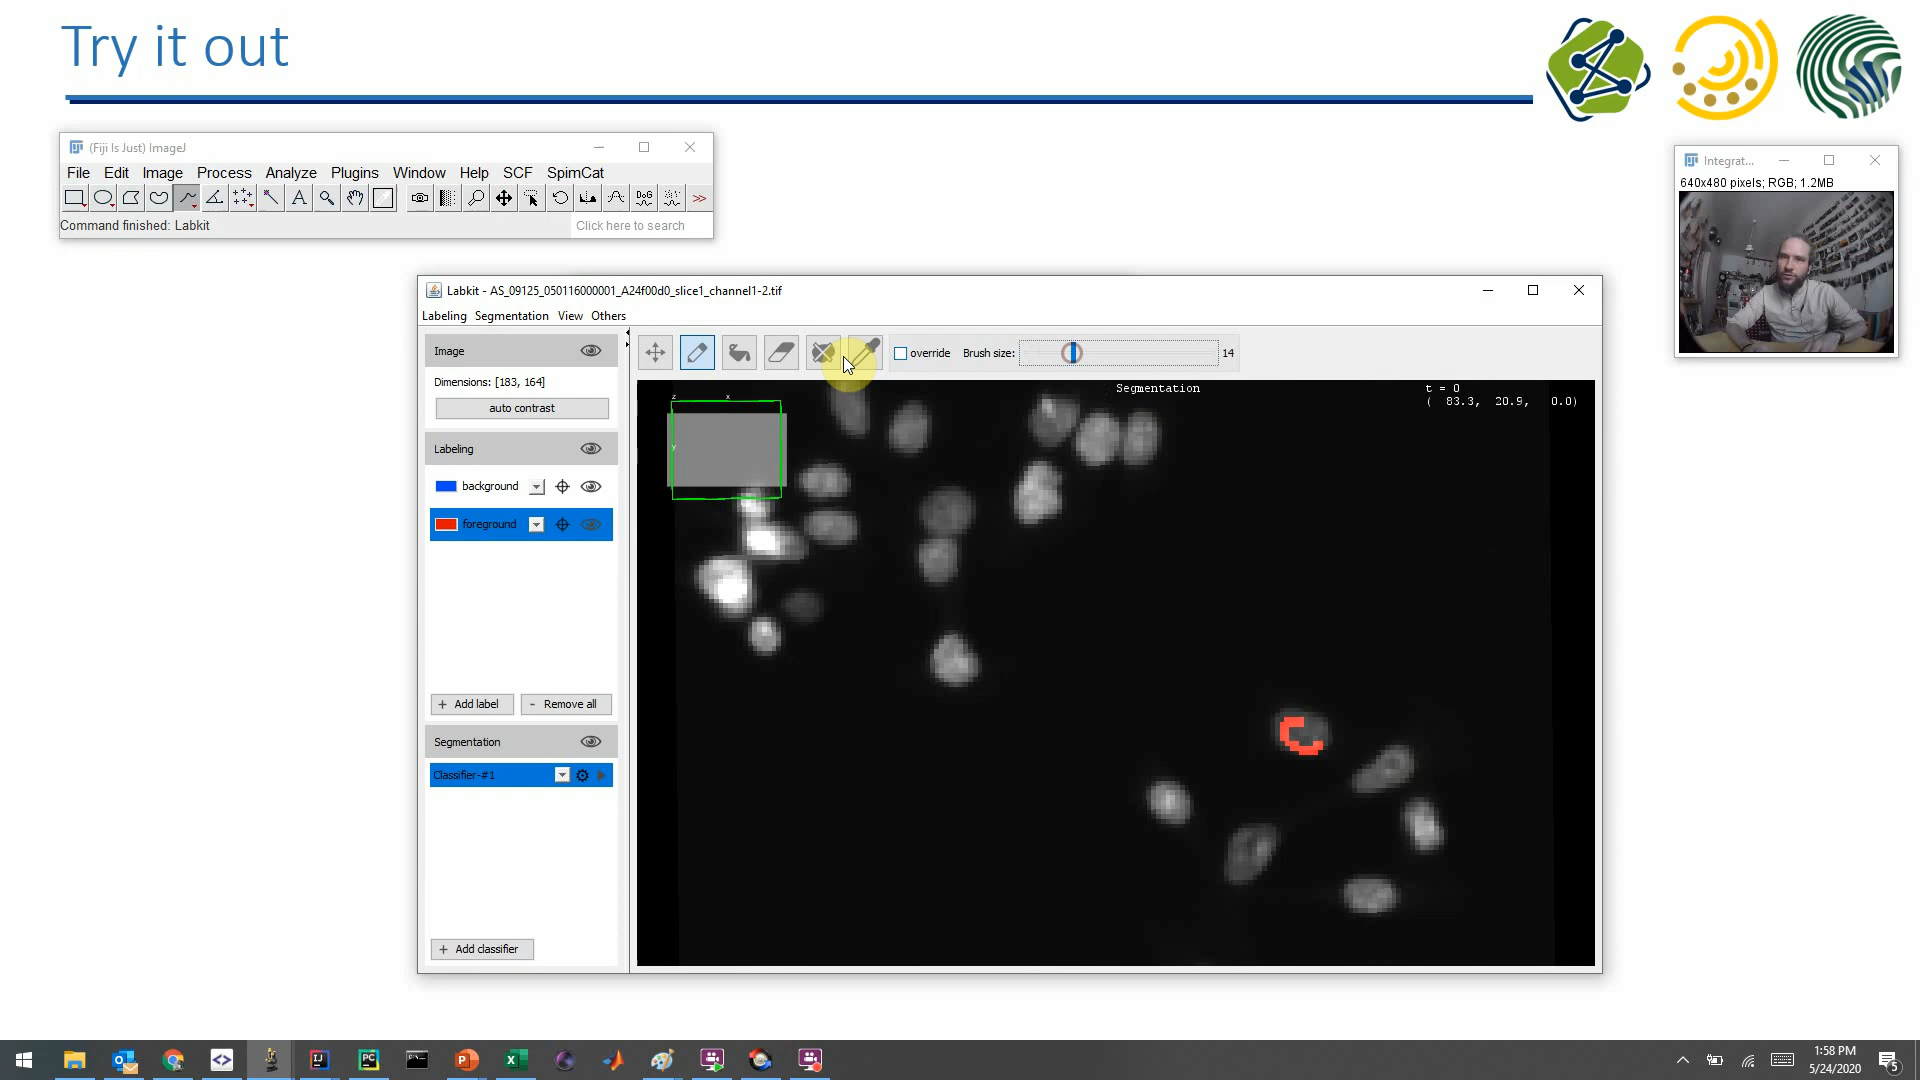 Try it out
(Fiji Is Just) ImageJ
File Edit Image Process Analyze Plugins Window Help SCF SpimCat
A DoG >>
Command finished: Labkit
Click here to search
Integrat...
640x480 pixels; RGB; 1.2MB
Labkit - AS_09125_050116000001_A24f00d0_slice1_channel1-2.tif
Labeling Segmentation View Others
Image
override Brush size: 14
Dimensions: [183, 164]
auto contrast
Segmentation
t = 0
( 83.3, 20.9, 0.0)
z x
y
Labeling
background
foreground
+ Add label - Remove all
Segmentation
Classifier-#1
+ Add classifier
1:58 PM
5/24/2020
5